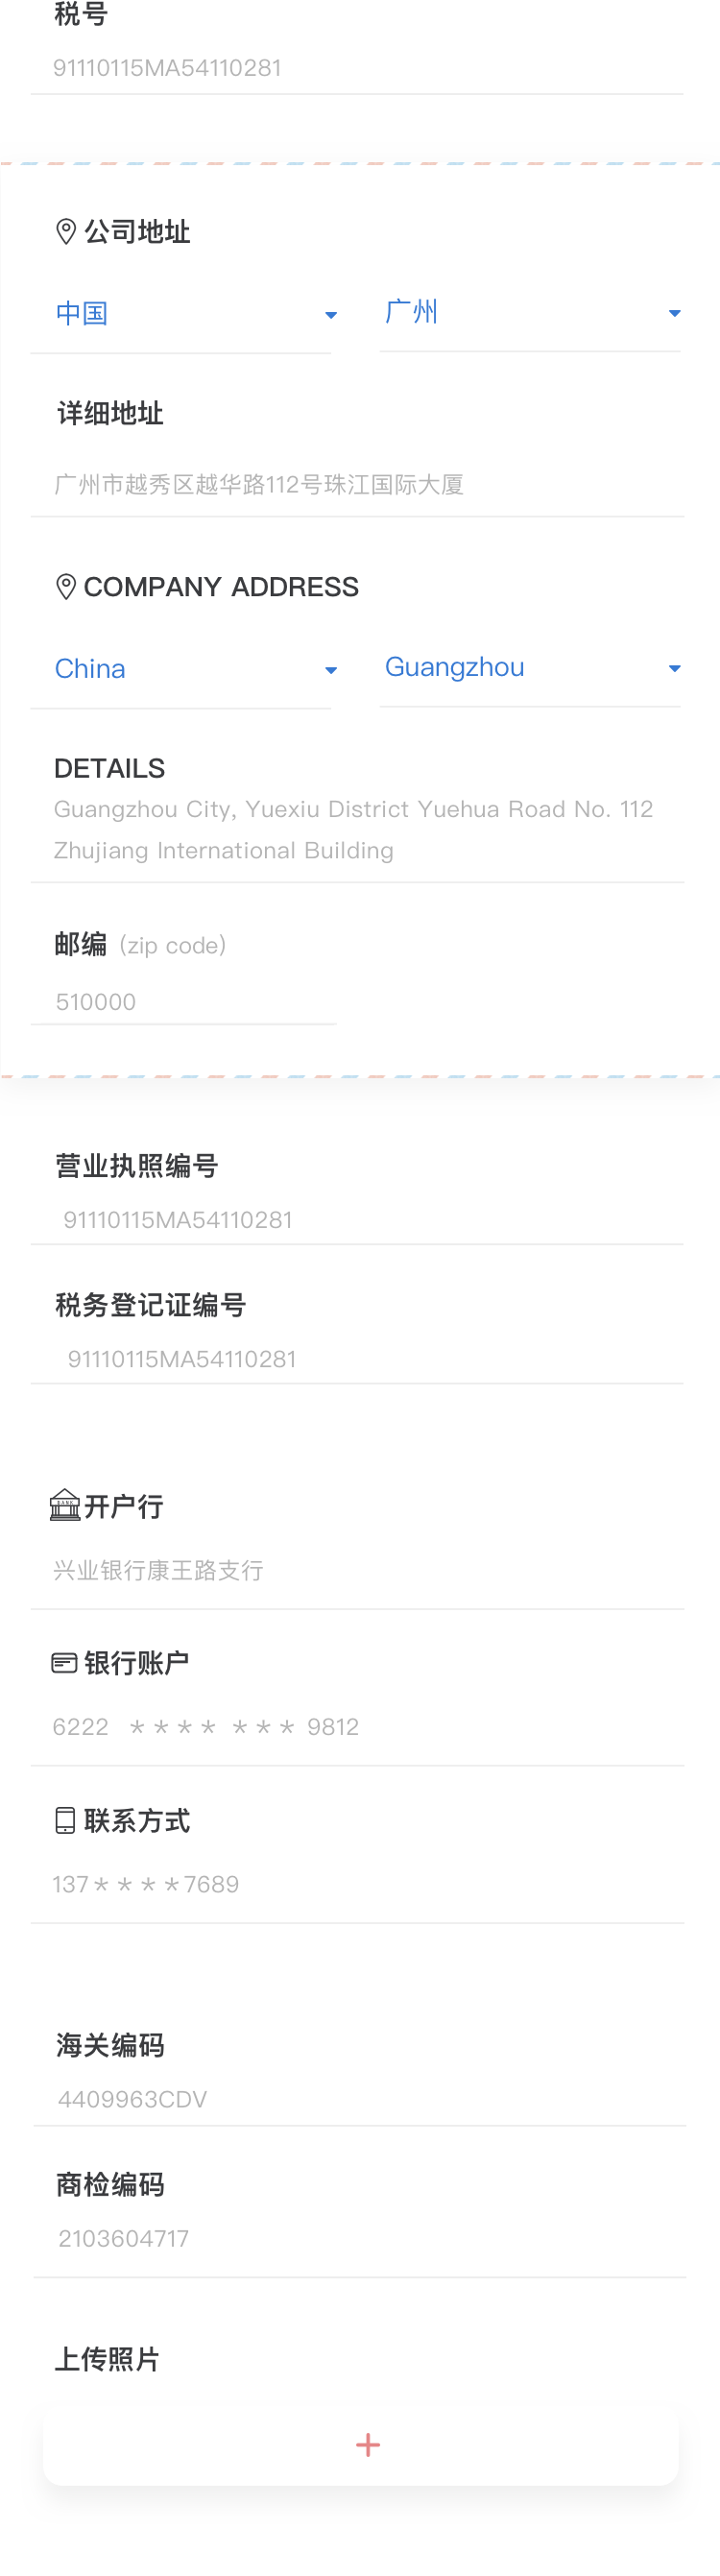 税号
91110115MA54110281
公司地址
中国 广州
详细地址
广州市越秀区越华路112号珠江国际大厦
COMPANY ADDRESS
China Guangzhou
DETAILS
Guangzhou City, Yuexiu District Yuehua Road No. 112
Zhujiang International Building
邮编 (zip code)
510000
营业执照编号
91110115MA54110281
税务登记证编号
91110115MA54110281
BANK 开户行
兴业银行康王路支行
银行账户
6222 **** *** 9812
联系方式
137****7689
海关编码
4409963CDV
商检编码
2103604717
上传照片